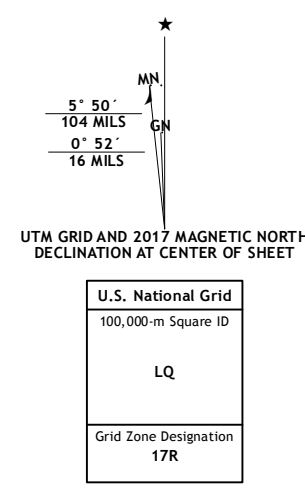 MN.
5° 50´
104 MILS
GN
0° 52´
16 MILS
UTM GRID AND 2017 MAGNETIC NORTH
DECLINATION AT CENTER OF SHEET
U.S. National Grid
100,000-m Square ID
LQ
Grid Zone Designation
17R